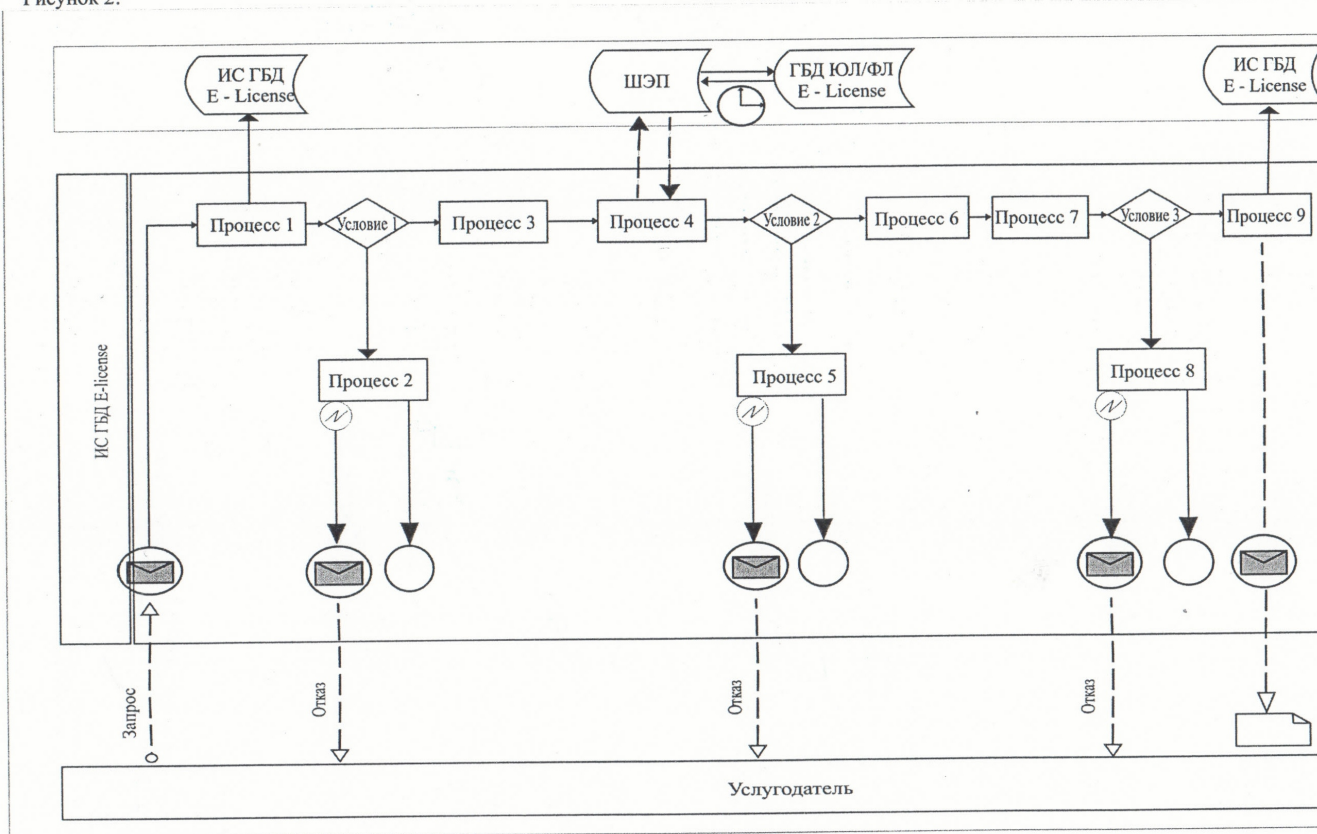 Рисунок 2.
ИС ГБД
E - License
ШЭП
ГБД ЮЛ/ФЛ
E - License
ИС ГБД
E - License
ИС ГБД E-license
Процесс 1
Условие 1
Процесс 3
Процесс 4
Условие 2
Процесс 6
Процесс 7
Условие 3
Процесс 9
Процесс 2
Процесс 5
Процесс 8
Запрос
Отказ
Отказ
Отказ
Услугодатель